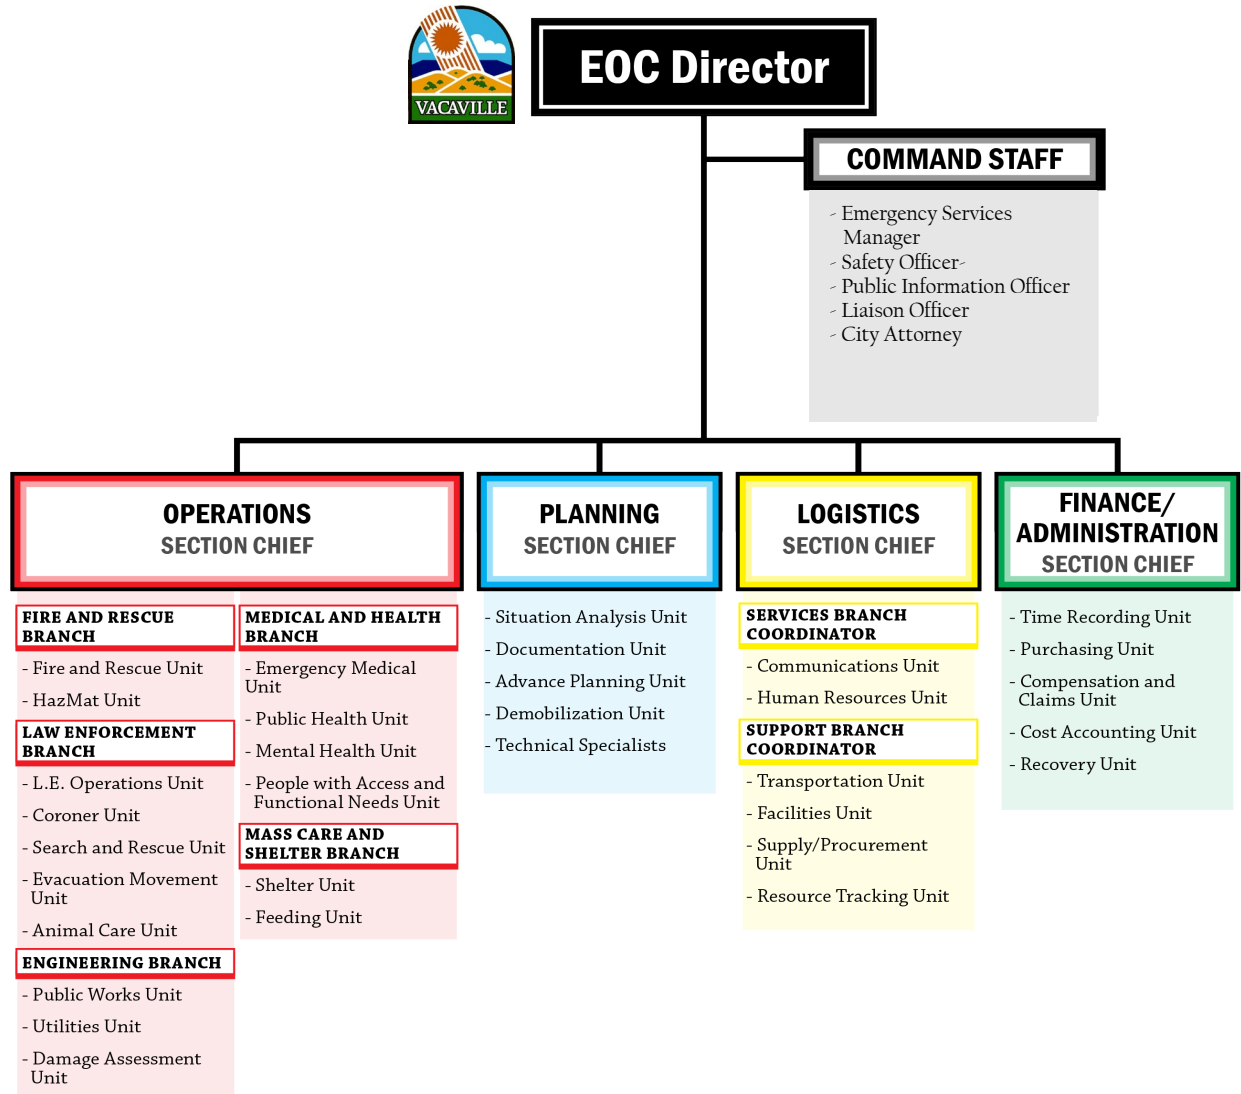 VACAVILLE
EOC Director
COMMAND STAFF
- Emergency Services
Manager
- Safety Officer-
- Public Information Officer
- Liaison Officer
- City Attorney
OPERATIONS
SECTION CHIEF
FIRE AND RESCUE
BRANCH
- Fire and Rescue Unit
- HazMat Unit
LAW ENFORCEMENT
BRANCH
- L.E. Operations Unit
- Coroner Unit
- Search and Rescue Unit
- Evacuation Movement
Unit
- Animal Care Unit
ENGINEERING BRANCH
- Public Works Unit
- Utilities Unit
- Damage Assessment
Unit
MEDICAL AND HEALTH
BRANCH
- Emergency Medical
Unit
- Public Health Unit
- Mental Health Unit
- People with Access and
Functional Needs Unit
MASS CARE AND
SHELTER BRANCH
- Shelter Unit
- Feeding Unit
PLANNING
SECTION CHIEF
- Situation Analysis Unit
- Documentation Unit
- Advance Planning Unit
- Demobilization Unit
- Technical Specialists
LOGISTICS
SECTION CHIEF
SERVICES BRANCH
COORDINATOR
- Communications Unit
- Human Resources Unit
SUPPORT BRANCH
COORDINATOR
- Transportation Unit
- Facilities Unit
- Supply/Procurement
Unit
- Resource Tracking Unit
FINANCE/
ADMINISTRATION
SECTION CHIEF
- Time Recording Unit
- Purchasing Unit
- Compensation and
Claims Unit
- Cost Accounting Unit
- Recovery Unit